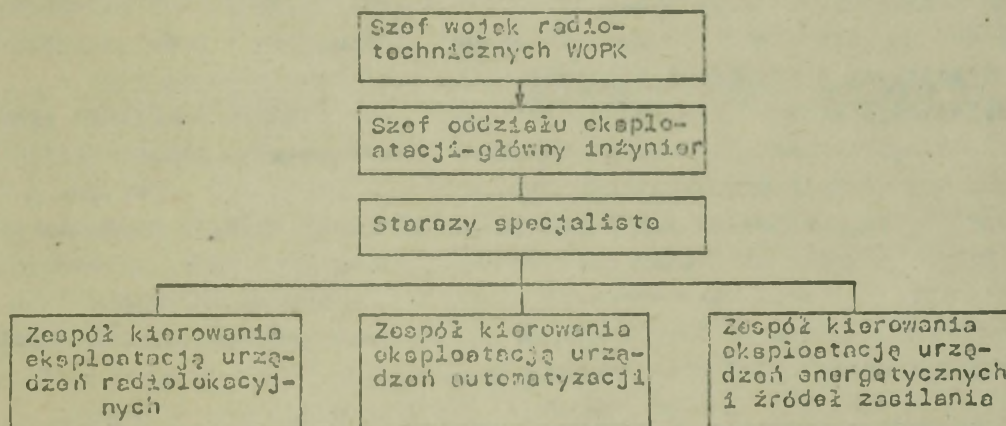 Szef wojsk radio-
technicznych WOPK
Szef oddziału eksplo-
atacji-główny inżynier
Starszy specjalista
Zespół kierowania
eksploatacją urzą-
dzeń radiolokacyj-
nych
Zespół kierowania
eksploatacją urzą-
dzeń automatyzacji
Zespół kierowania
eksploatacją urzą-
dzeń energetycznych
i źródeł zasilania